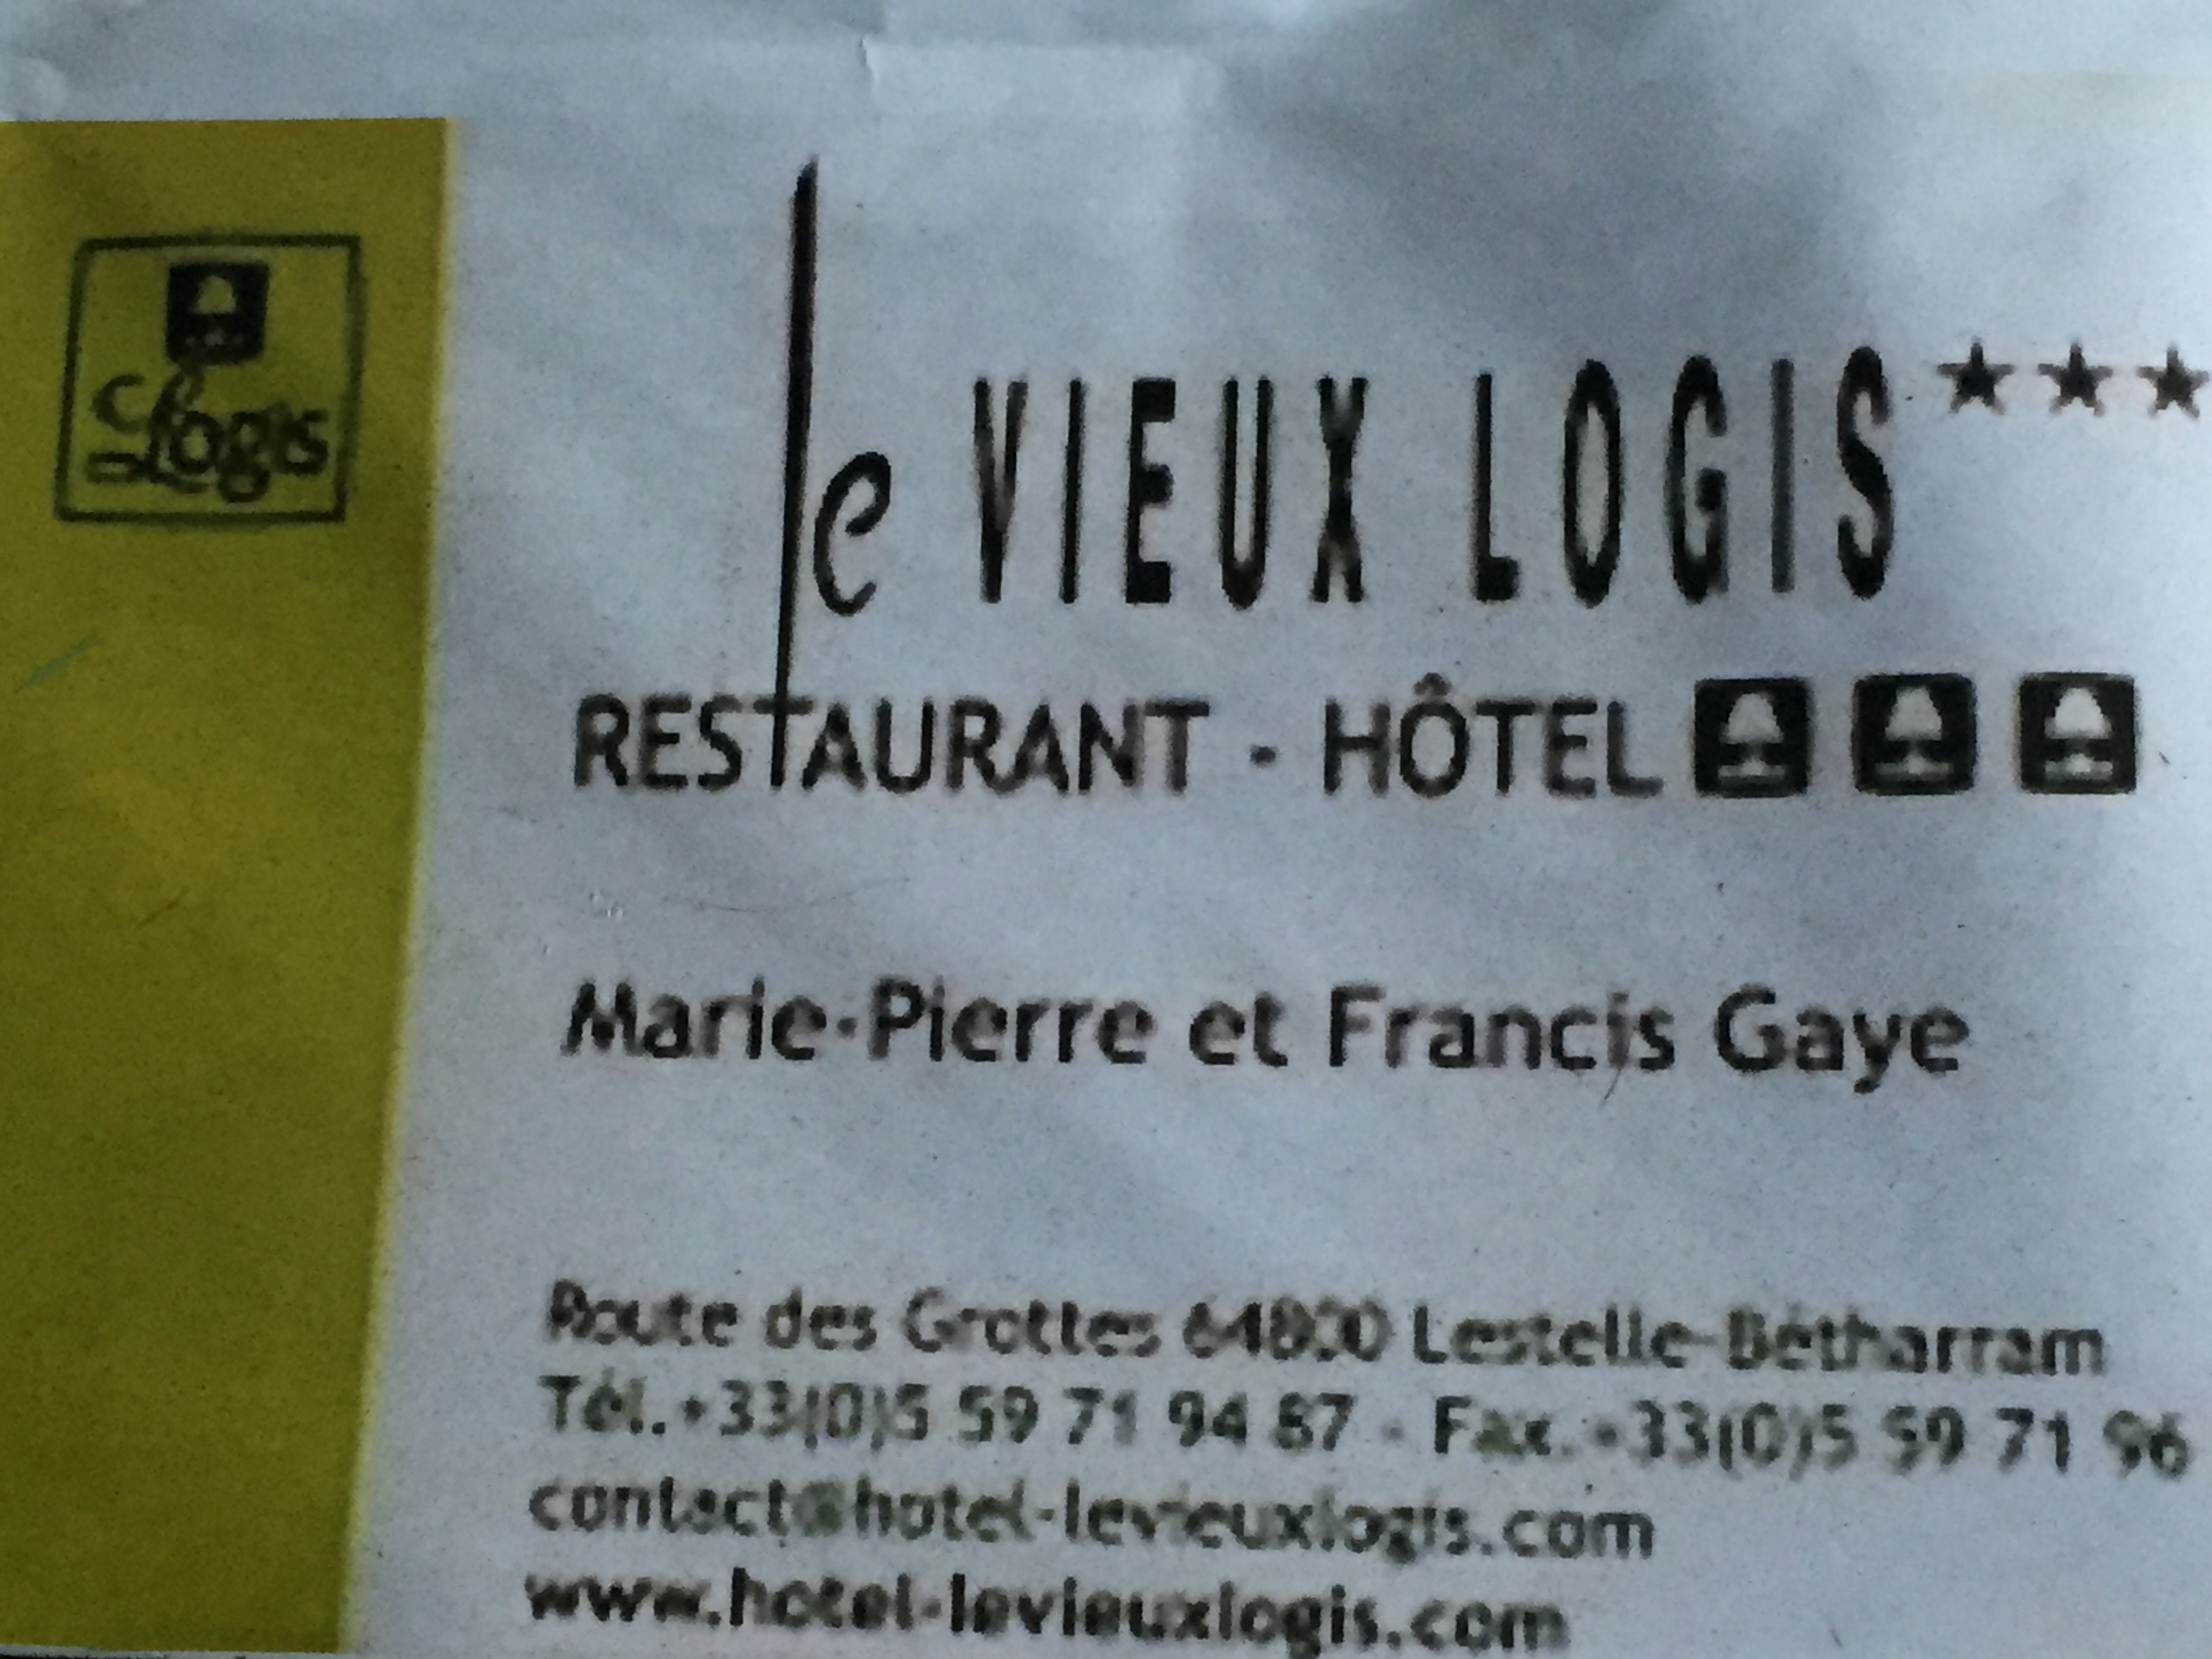 Logis
le VIEUX LOGIS***
RESTAURANT - HÔTEL
Marie-Pierre et Francis Gaye
Route des Grottes 64800 Lestelle-Bétharram
Tél. +33(0)5 59 71 94 87 - Fax. +33(0)5 59 71 96
contact@hotel-levieuxlogis.com
www.hotel-levieuxlogis.com